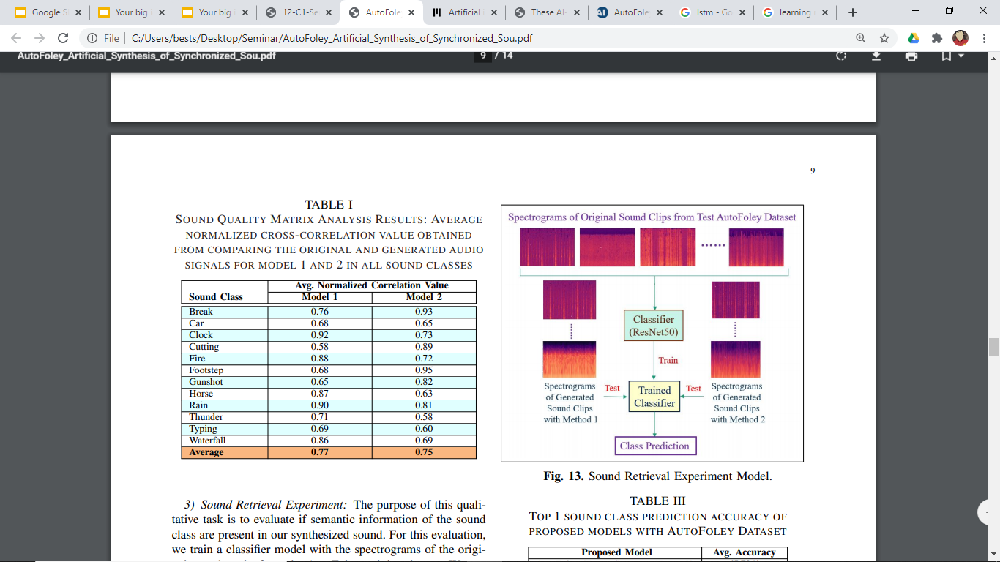 Google S
Your big
Your big
12-C1-Se
AutoFole
Artificial
These AI-
AutoFole
lstm - Go
learning
File
C:/Users/bests/Desktop/Seminar/AutoFoley_Artificial_Synthesis_of_Synchronized_Sou.pdf
AutoFoley_Artificial_Synthesis_of_Synchronized_Sou.pdf
9 / 14
9
TABLE I
SOUND QUALITY MATRIX ANALYSIS RESULTS: AVERAGE
NORMALIZED CROSS-CORRELATION VALUE OBTAINED
FROM COMPARING THE ORIGINAL AND GENERATED AUDIO
SIGNALS FOR MODEL 1 AND 2 IN ALL SOUND CLASSES
Avg. Normalized Correlation Value
Sound Class Model 1 Model 2
Break 0.76 0.93
Car 0.68 0.65
Clock 0.92 0.73
Cutting 0.58 0.89
Fire 0.88 0.72
Footstep 0.68 0.95
Gunshot 0.65 0.82
Horse 0.87 0.63
Rain 0.90 0.81
Thunder 0.71 0.58
Typing 0.69 0.60
Waterfall 0.86 0.69
Average 0.77 0.75
3) Sound Retrieval Experiment: The purpose of this quali-
tative task is to evaluate if semantic information of the sound
class are present in our synthesized sound. For this evaluation,
we train a classifier model with the spectrograms of the origi-
Spectrograms of Original Sound Clips from Test AutoFoley Dataset
Classifier
(ResNet50)
Train
Spectrograms
of Generated
Sound Clips
with Method 1
Test
Trained
Classifier
Test
Spectrograms
of Generated
Sound Clips
with Method 2
Class Prediction
Fig. 13. Sound Retrieval Experiment Model.
TABLE III
TOP 1 SOUND CLASS PREDICTION ACCURACY OF
PROPOSED MODELS WITH AUTOFOLEY DATASET
Proposed Model Avg. Accuracy